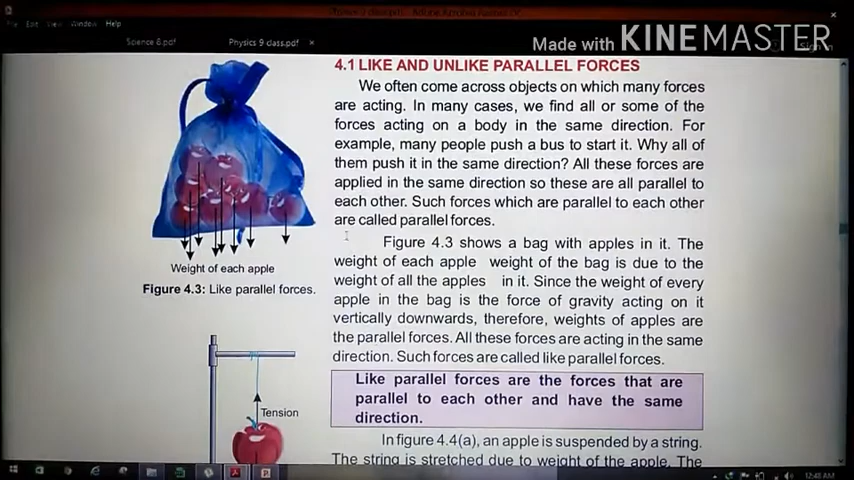 File Edit View Window Help
Science 8.pdf
Physics 9 class.pdf ×
Made with KINEMASTER
4.1 LIKE AND UNLIKE PARALLEL FORCES
We often come across objects on which many forces
are acting. In many cases, we find all or some of the
forces acting on a body in the same direction. For
example, many people push a bus to start it. Why all of
them push it in the same direction? All these forces are
applied in the same direction so these are all parallel to
each other. Such forces which are parallel to each other
are called parallel forces.
Figure 4.3 shows a bag with apples in it. The
weight of each apple weight of the bag is due to the
weight of all the apples in it. Since the weight of every
apple in the bag is the force of gravity acting on it
vertically downwards, therefore, weights of apples are
the parallel forces. All these forces are acting in the same
direction. Such forces are called like parallel forces.
Like parallel forces are the forces that are
parallel to each other and have the same
direction.
In figure 4.4(a), an apple is suspended by a string.
The string is stretched due to weight of the apple. The
Weight of each apple
Figure 4.3: Like parallel forces.
Tension
12:48 AM